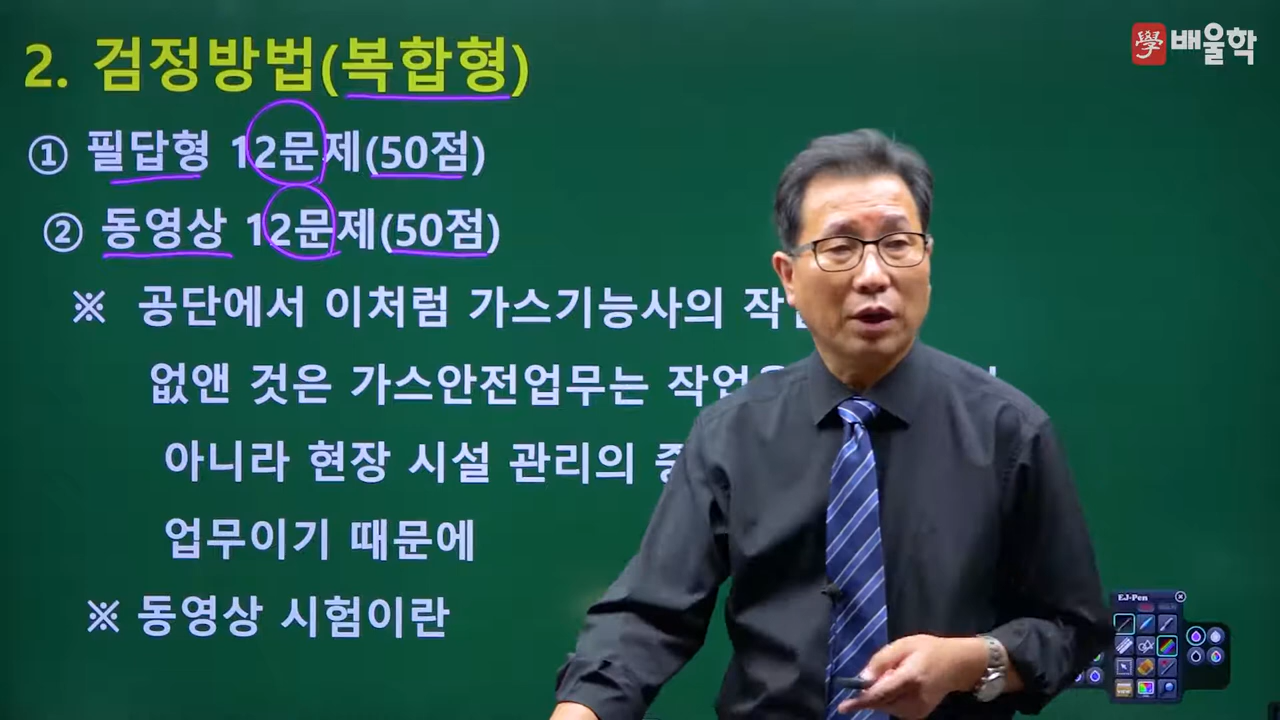 2. 검정방법(복합형)
學 배울학
① 필답형 12문제(50점)
② 동영상 12문제(50점)
※ 공단에서 이처럼 가스기능사의
없앤 것은 가스안전업무는
아니라 현장 시설 관리의
업무이기 때문에
※ 동영상 시험이란
EJ-Pen